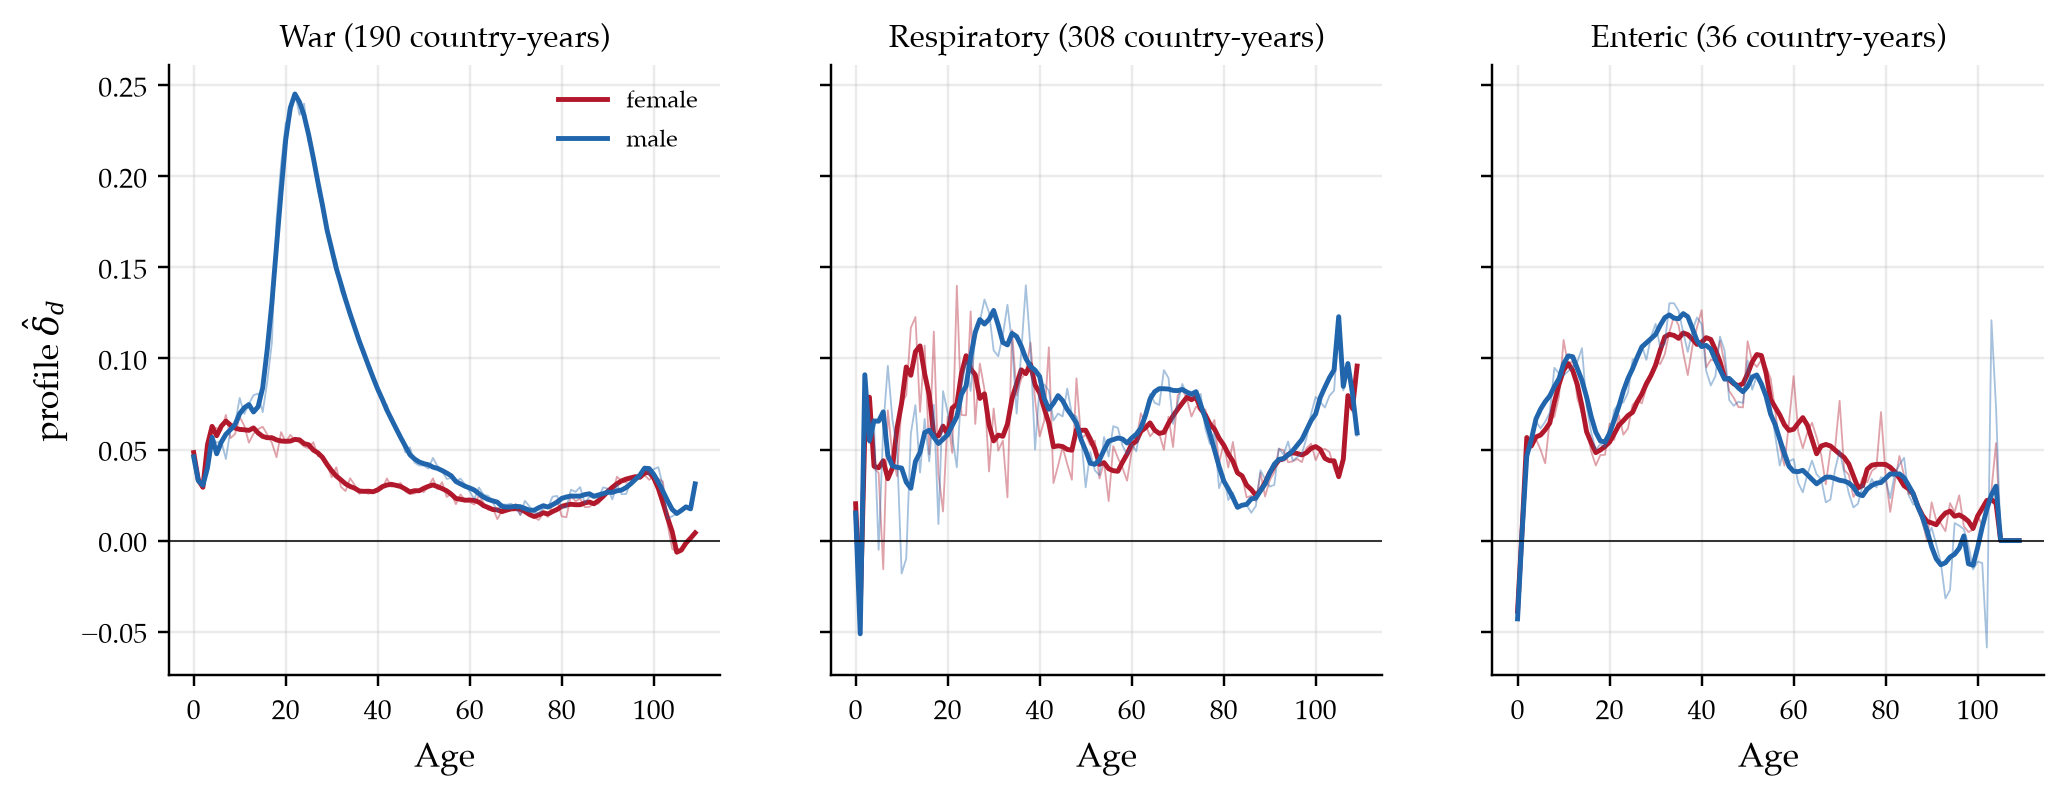 War (190 country-years)
Respiratory (308 country-years)
Enteric (36 country-years)
female
male
profile δ̂_d
0.25
0.20
0.15
0.10
0.05
0.00
−0.05
0 20 40 60 80 100
0 20 40 60 80 100
0 20 40 60 80 100
Age
Age
Age